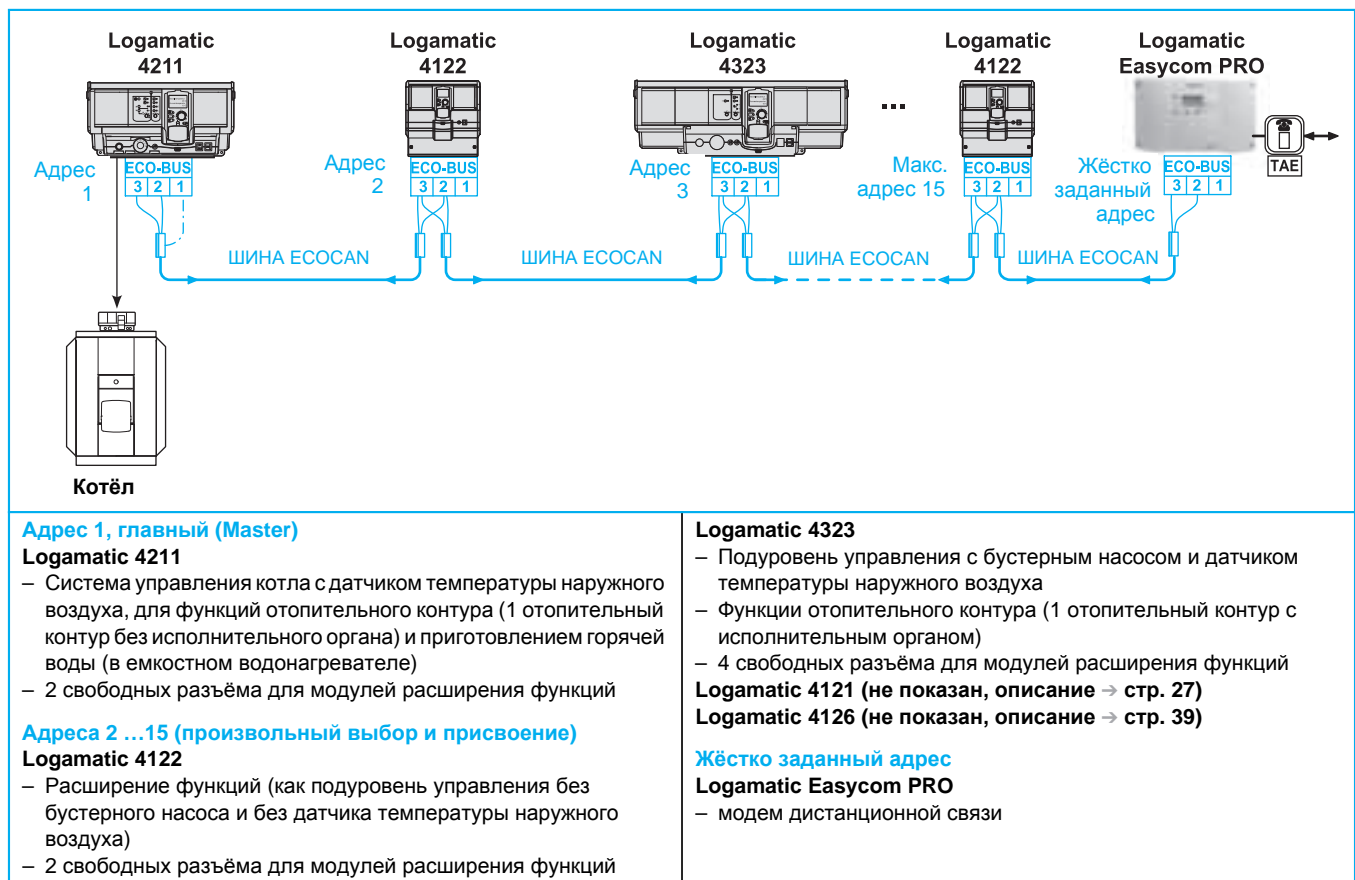 Logamatic
4211
Logamatic
4122
Logamatic
4323
Logamatic
4122
Logamatic
Easycom PRO
...
Адрес
1
ECO-BUS
3 2 1
Адрес
2
ECO-BUS
3 2 1
Адрес
3
ECO-BUS
3 2 1
Макс.
адрес 15
ECO-BUS
3 2 1
Жёстко
заданный
адрес
ECO-BUS
3 2 1
TAE
ШИНА ECOCAN
ШИНА ECOCAN
ШИНА ECOCAN
ШИНА ECOCAN
Котёл
Адрес 1, главный (Master)
Logamatic 4211
– Система управления котла с датчиком температуры наружного
воздуха, для функций отопительного контура (1 отопительный
контур без исполнительного органа) и приготовлением горячей
воды (в емкостном водонагревателе)
– 2 свободных разъёма для модулей расширения функций
Адреса 2 …15 (произвольный выбор и присвоение)
Logamatic 4122
– Расширение функций (как подуровень управления без
бустерного насоса и без датчика температуры наружного
воздуха)
– 2 свободных разъёма для модулей расширения функций
Logamatic 4323
– Подуровень управления с бустерным насосом и датчиком
температуры наружного воздуха
– Функции отопительного контура (1 отопительный контур с
исполнительным органом)
– 4 свободных разъёма для модулей расширения функций
Logamatic 4121 (не показан, описание → стр. 27)
Logamatic 4126 (не показан, описание → стр. 39)
Жёстко заданный адрес
Logamatic Easycom PRO
– модем дистанционной связи